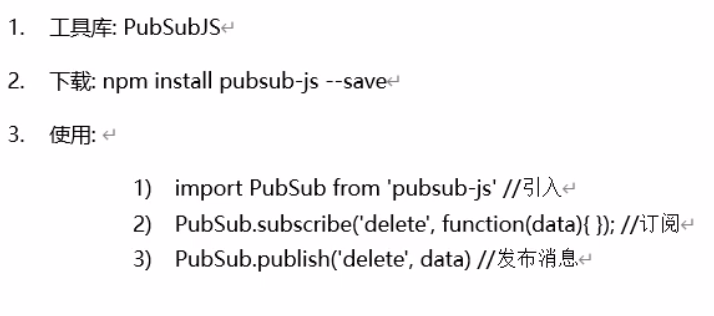 1. 工具库: PubSubJS↵
2. 下载: npm install pubsub-js --save↵
3. 使用: ↵
1) import PubSub from 'pubsub-js' //引入↵
2) PubSub.subscribe('delete', function(data){ }); //订阅↵
3) PubSub.publish('delete', data) //发布消息↵